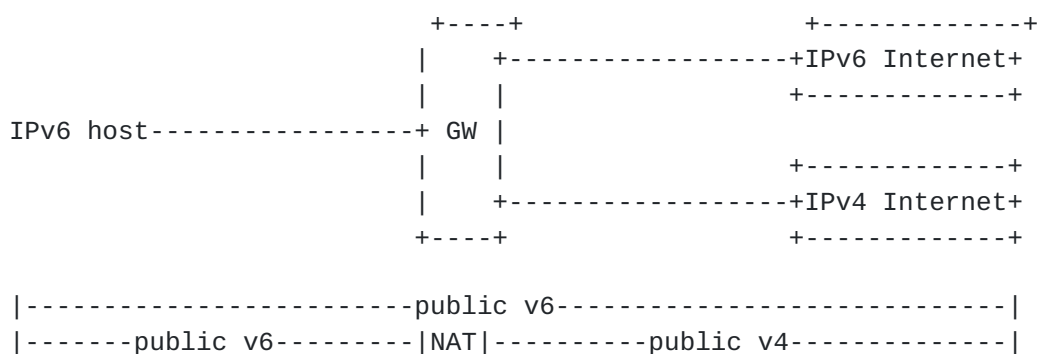 +----+                  +-------------+
                          |    +------------------+IPv6 Internet+
                          |    |                  +-------------+
IPv6 host-----------------+ GW |
                          |    |                  +-------------+
                          |    +------------------+IPv4 Internet+
                          +----+                  +-------------+

|-------------------------public v6-----------------------------|
|-------public v6---------|NAT|----------public v4--------------|